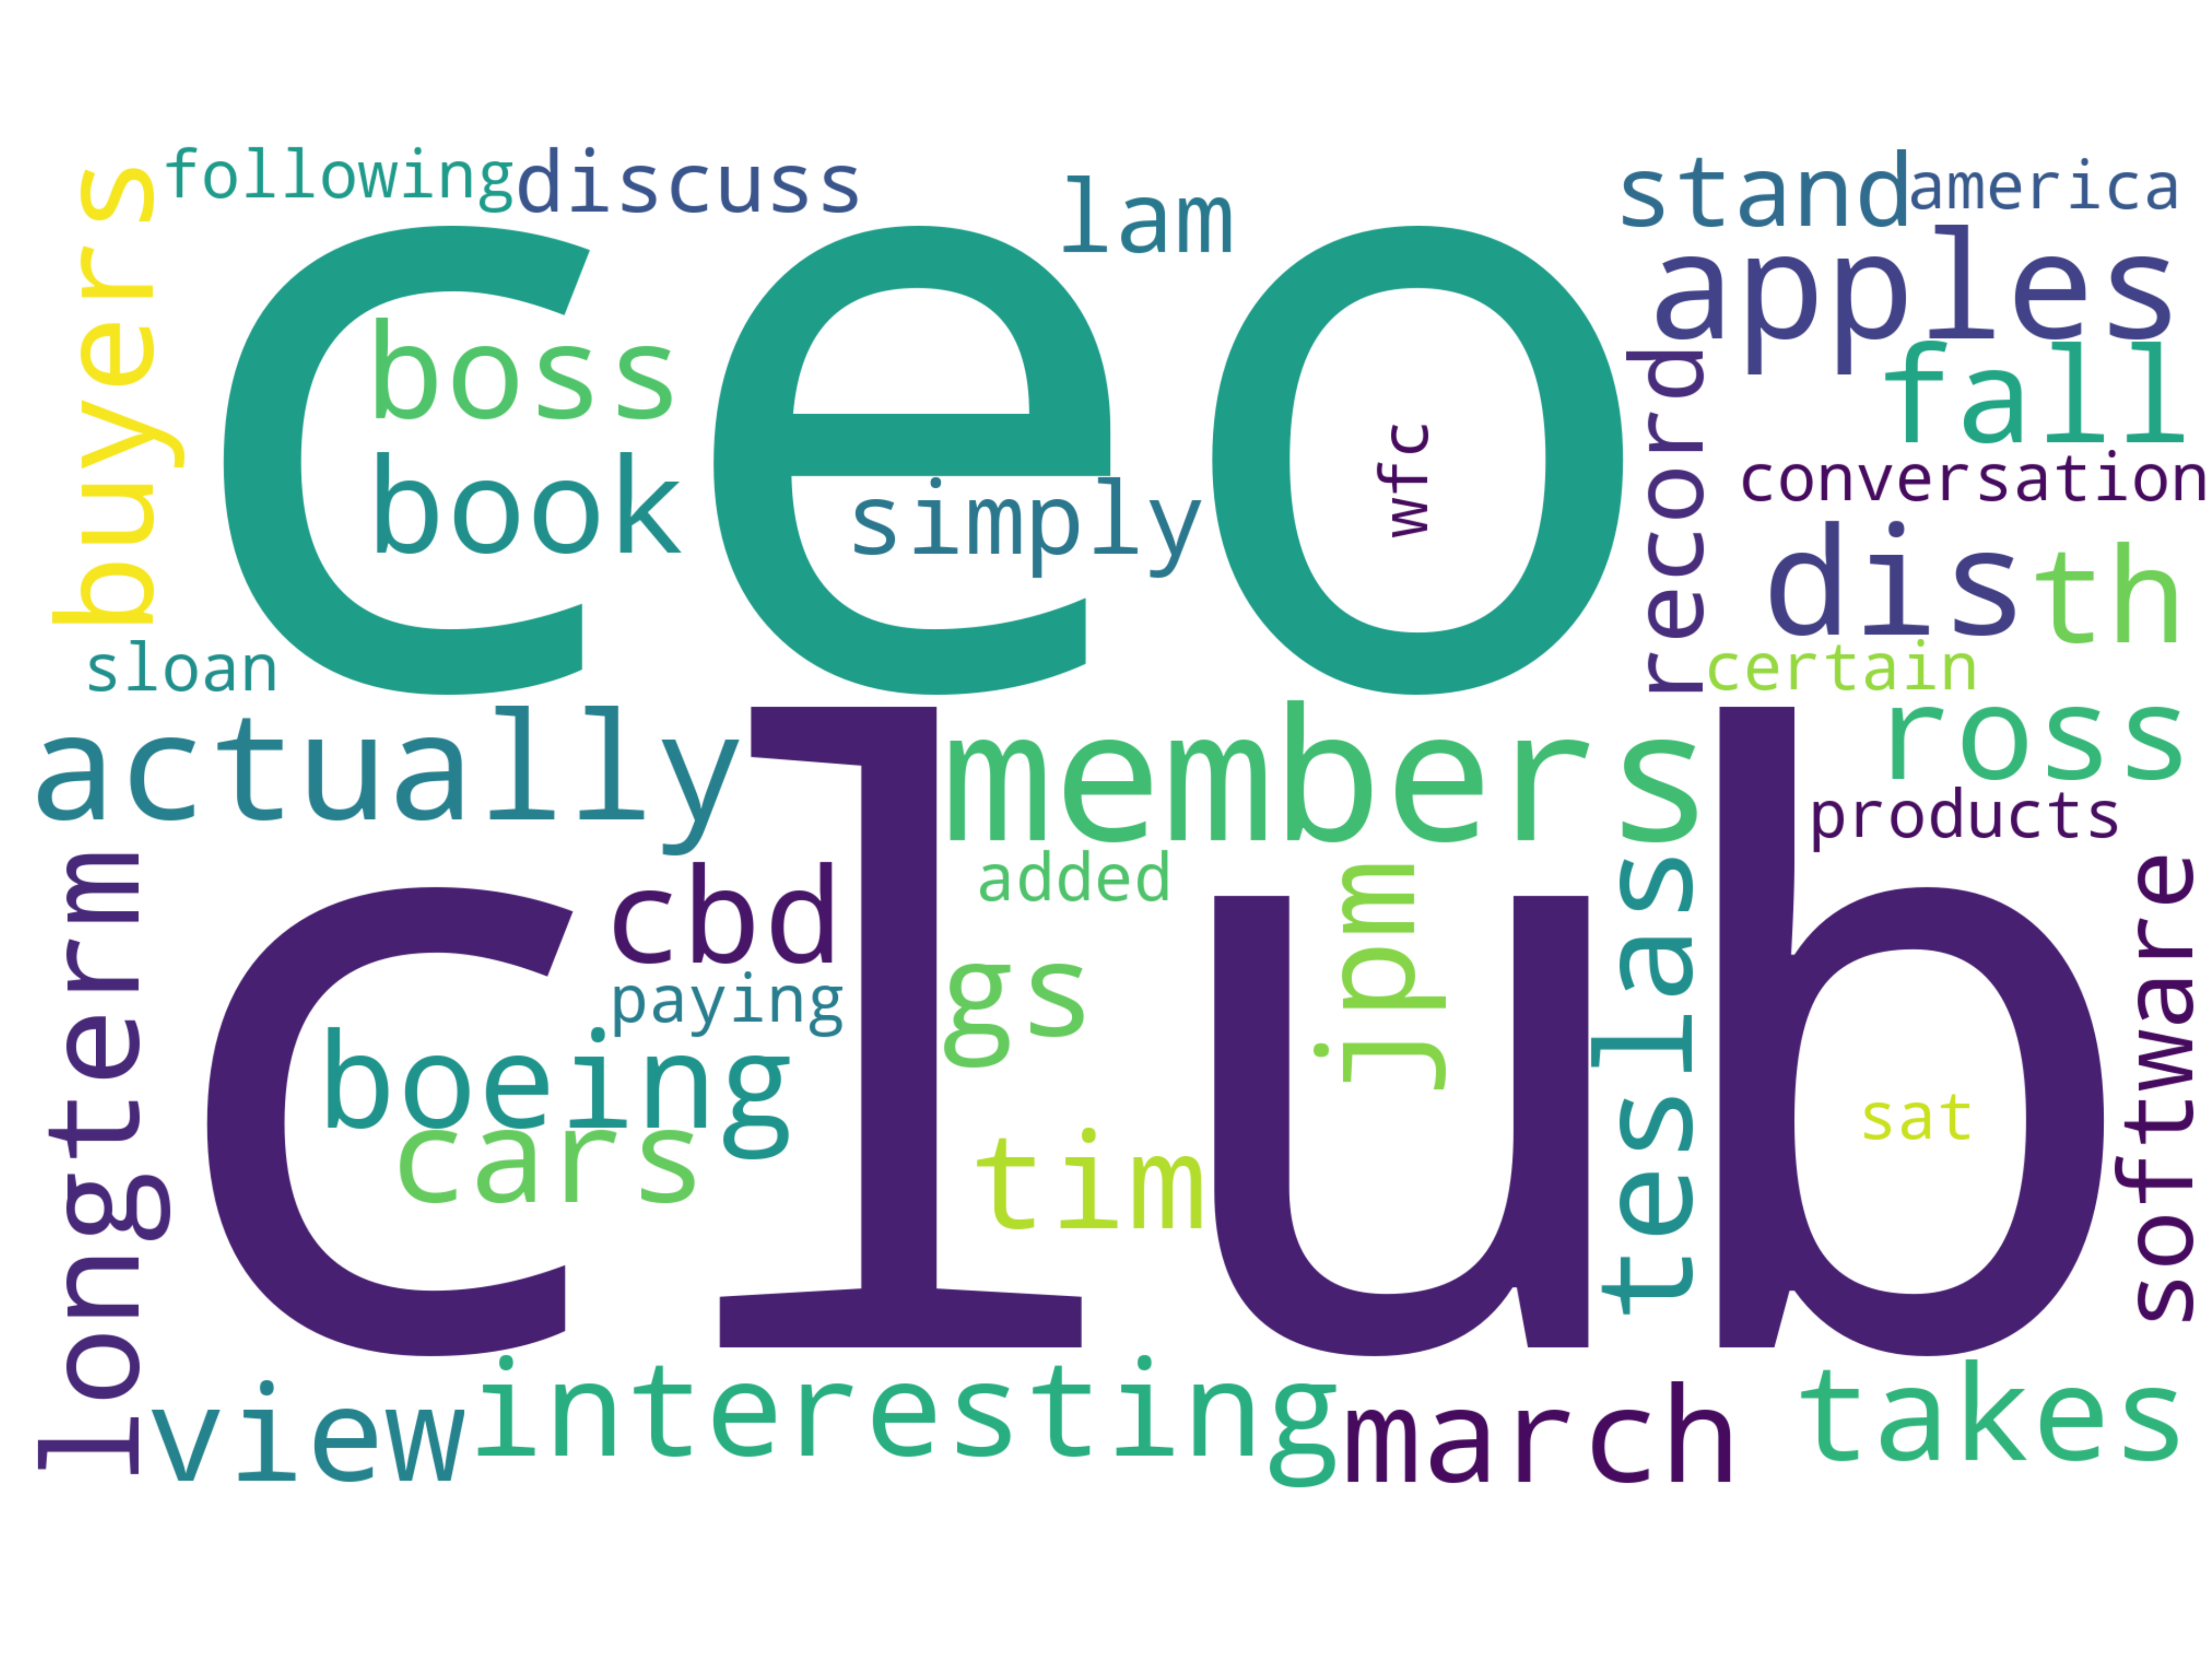 following
discuss
lam
stand
america
buyers
ceo
apples
boss
fall
record
wfc
book
simply
conversation
dis
th
sloan
certain
actually
club
members
ross
products
longterm
cbd
added
jpm
teslass
software
paying
gs
boeing
cars
tim
sat
view
interesting
march
takes